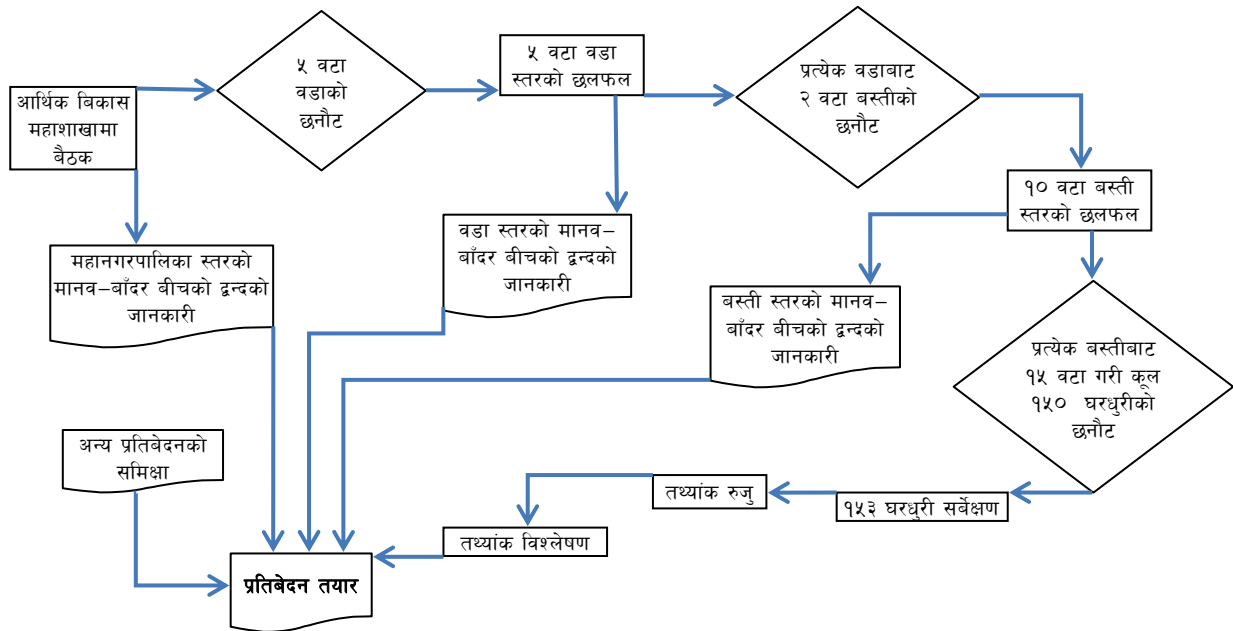 आर्थिक बिकास
महाशाखामा
बैठक
५ वटा
वडाको
छनौट
५ वटा वडा
स्तरको छलफल
प्रत्येक वडाबाट
२ वटा बस्तीको
छनौट
१० वटा बस्ती
स्तरको छलफल
महानगरपालिका स्तरको
मानव–बाँदर बीचको द्वन्दको
जानकारी
वडा स्तरको मानव–
बाँदर बीचको द्वन्दको
जानकारी
बस्ती स्तरको मानव–
बाँदर बीचको द्वन्दको
जानकारी
प्रत्येक बस्तीबाट
१५ वटा गरी कूल
१५० घरधुरीको
छनौट
अन्य प्रतिबेदनको
समिक्षा
तथ्यांक रुजु
१५३ घरधुरी सर्बेक्षण
तथ्यांक विश्लेषण
प्रतिबेदन तयार